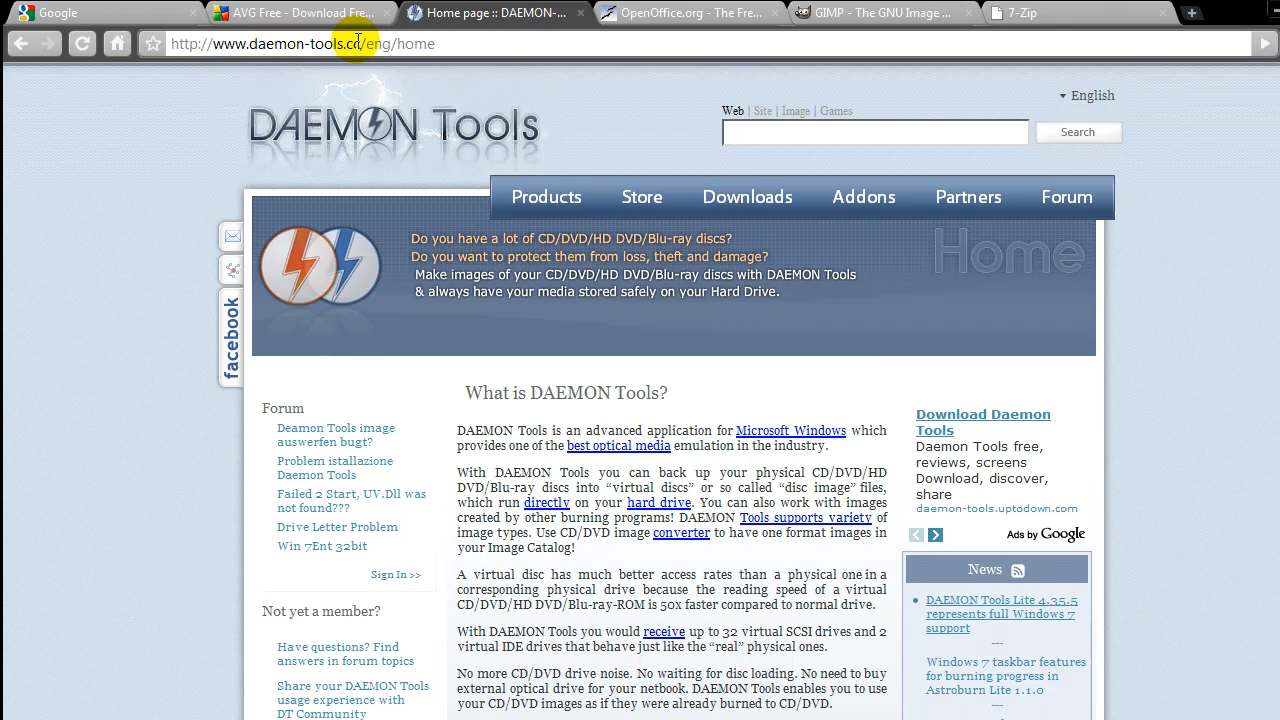 Google
AVG Free - Download Fre...
Home page :: DAEMON-...
OpenOffice.org - The Fre...
GIMP - The GNU Image ...
7-Zip
http://www.daemon-tools.cc/eng/home
English
DAEMON Tools
Web | Site | Image | Games
Search
Products
Store
Downloads
Addons
Partners
Forum
Do you have a lot of CD/DVD/HD DVD/Blu-ray discs?
Do you want to protect them from loss, theft and damage?
Make images of your CD/DVD/HD DVD/Blu-ray discs with DAEMON Tools
& always have your media stored safely on your Hard Drive.
Home
facebook
Forum
Deamon Tools image
auswerfen bugt?
Problem istallazione
Daemon Tools
Failed 2 Start, UV.Dll was
not found???
Drive Letter Problem
Win 7Ent 32bit
Sign In >>
Not yet a member?
Have questions? Find
answers in forum topics
Share your DAEMON Tools
usage experience with
DT Community
What is DAEMON Tools?
DAEMON Tools is an advanced application for Microsoft Windows which
provides one of the best optical media emulation in the industry.
With DAEMON Tools you can back up your physical CD/DVD/HD
DVD/Blu-ray discs into “virtual discs” or so called “disc image” files,
which run directly on your hard drive. You can also work with images
created by other burning programs! DAEMON Tools supports variety of
image types. Use CD/DVD image converter to have one format images in
your Image Catalog!
A virtual disc has much better access rates than a physical one in a
corresponding physical drive because the reading speed of a virtual
CD/DVD/HD DVD/Blu-ray-ROM is 50x faster compared to normal drive.
With DAEMON Tools you would receive up to 32 virtual SCSI drives and 2
virtual IDE drives that behave just like the “real” physical ones.
No more CD/DVD drive noise. No waiting for disc loading. No need to buy
external optical drive for your netbook. DAEMON Tools enables you to use
your CD/DVD images as if they were already burned to CD/DVD.
Download Daemon
Tools
Daemon Tools free,
reviews, screens
Download, discover,
share
daemon-tools.uptodown.com
Ads by Google
News
DAEMON Tools Lite 4.35.5
represents full Windows 7
support
---
Windows 7 taskbar features
for burning progress in
Astroburn Lite 1.1.0
---